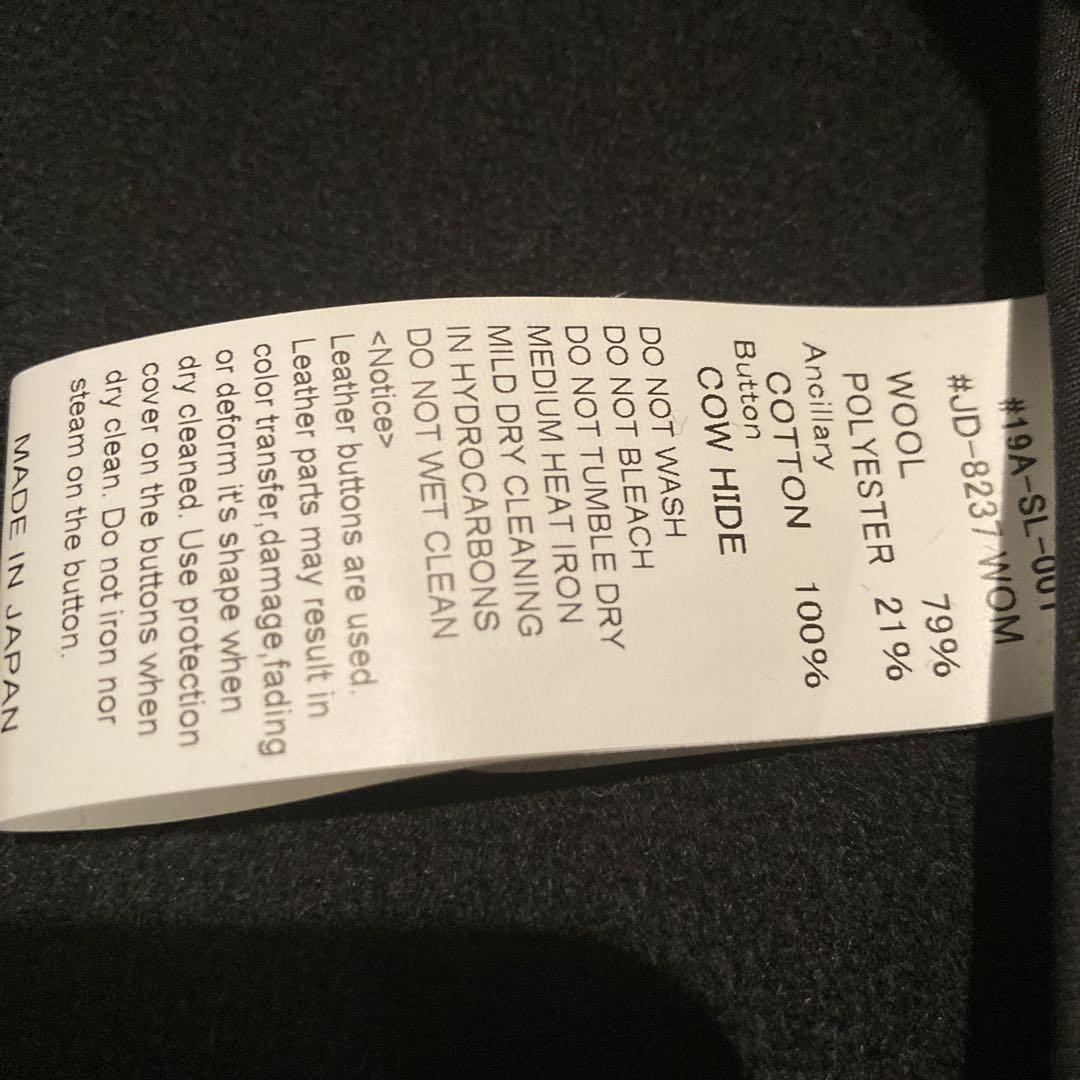 #19A-SL-001
#JD-8237 WOM
WOOL 79%
POLYESTER 21%
Ancillary
COTTON 100%
Button
COW HIDE
DO NOT WASH
DO NOT BLEACH
DO NOT TUMBLE DRY
MEDIUM HEAT IRON
MILD DRY CLEANING
IN HYDROCARBONS
DO NOT WET CLEAN
<Notice>
Leather buttons are used.
Leather parts may result in
color transfer,damage,fading
or deform it's shape when
dry cleaned. Use protection
cover on the buttons when
dry clean. Do not iron nor
steam on the button.
MADE IN JAPAN